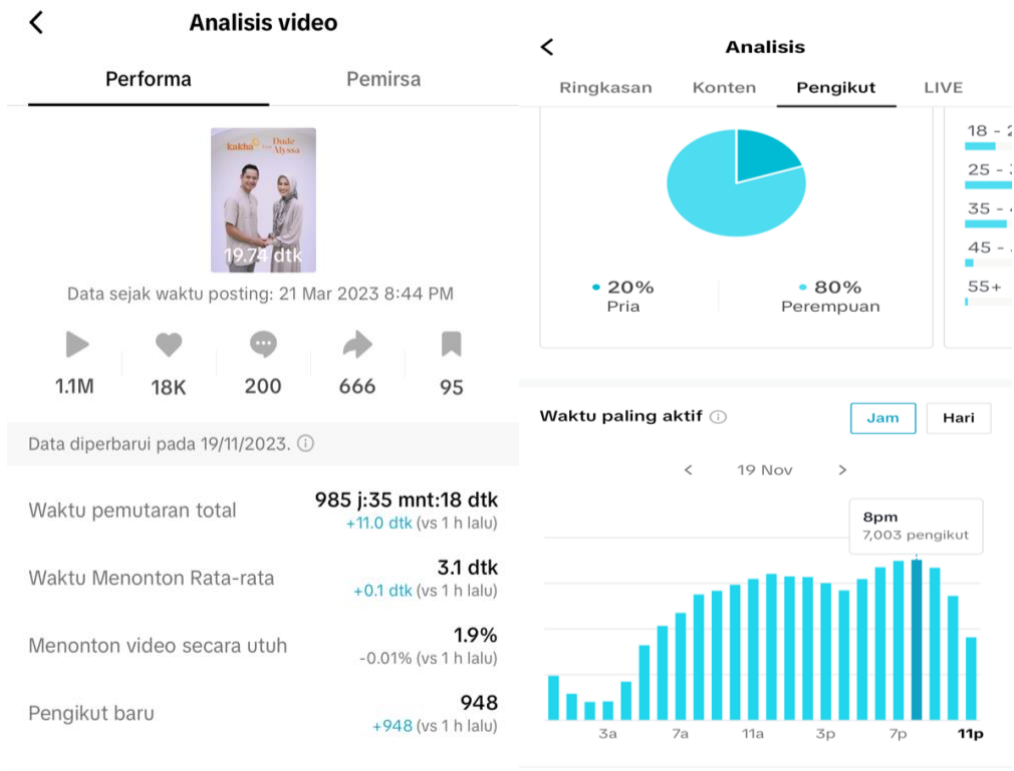 Analisis video
Performa
Pemirsa
kakha
Dude
Alyssa
19.74 dtk
Data sejak waktu posting: 21 Mar 2023 8:44 PM
1.1M
18K
200
666
95
Data diperbarui pada 19/11/2023.
Waktu pemutaran total
985 j:35 mnt:18 dtk
+11.0 dtk (vs 1 h lalu)
Waktu Menonton Rata-rata
3.1 dtk
+0.1 dtk (vs 1 h lalu)
Menonton video secara utuh
1.9%
-0.01% (vs 1 h lalu)
Pengikut baru
948
+948 (vs 1 h lalu)
Analisis
Ringkasan
Konten
Pengikut
LIVE
20%
Pria
80%
Perempuan
18 - 2
25 -
35 -
45 -
55+
Waktu paling aktif
Jam
Hari
19 Nov
8pm
7,003 pengikut
3a
7a
11a
3p
7p
11p